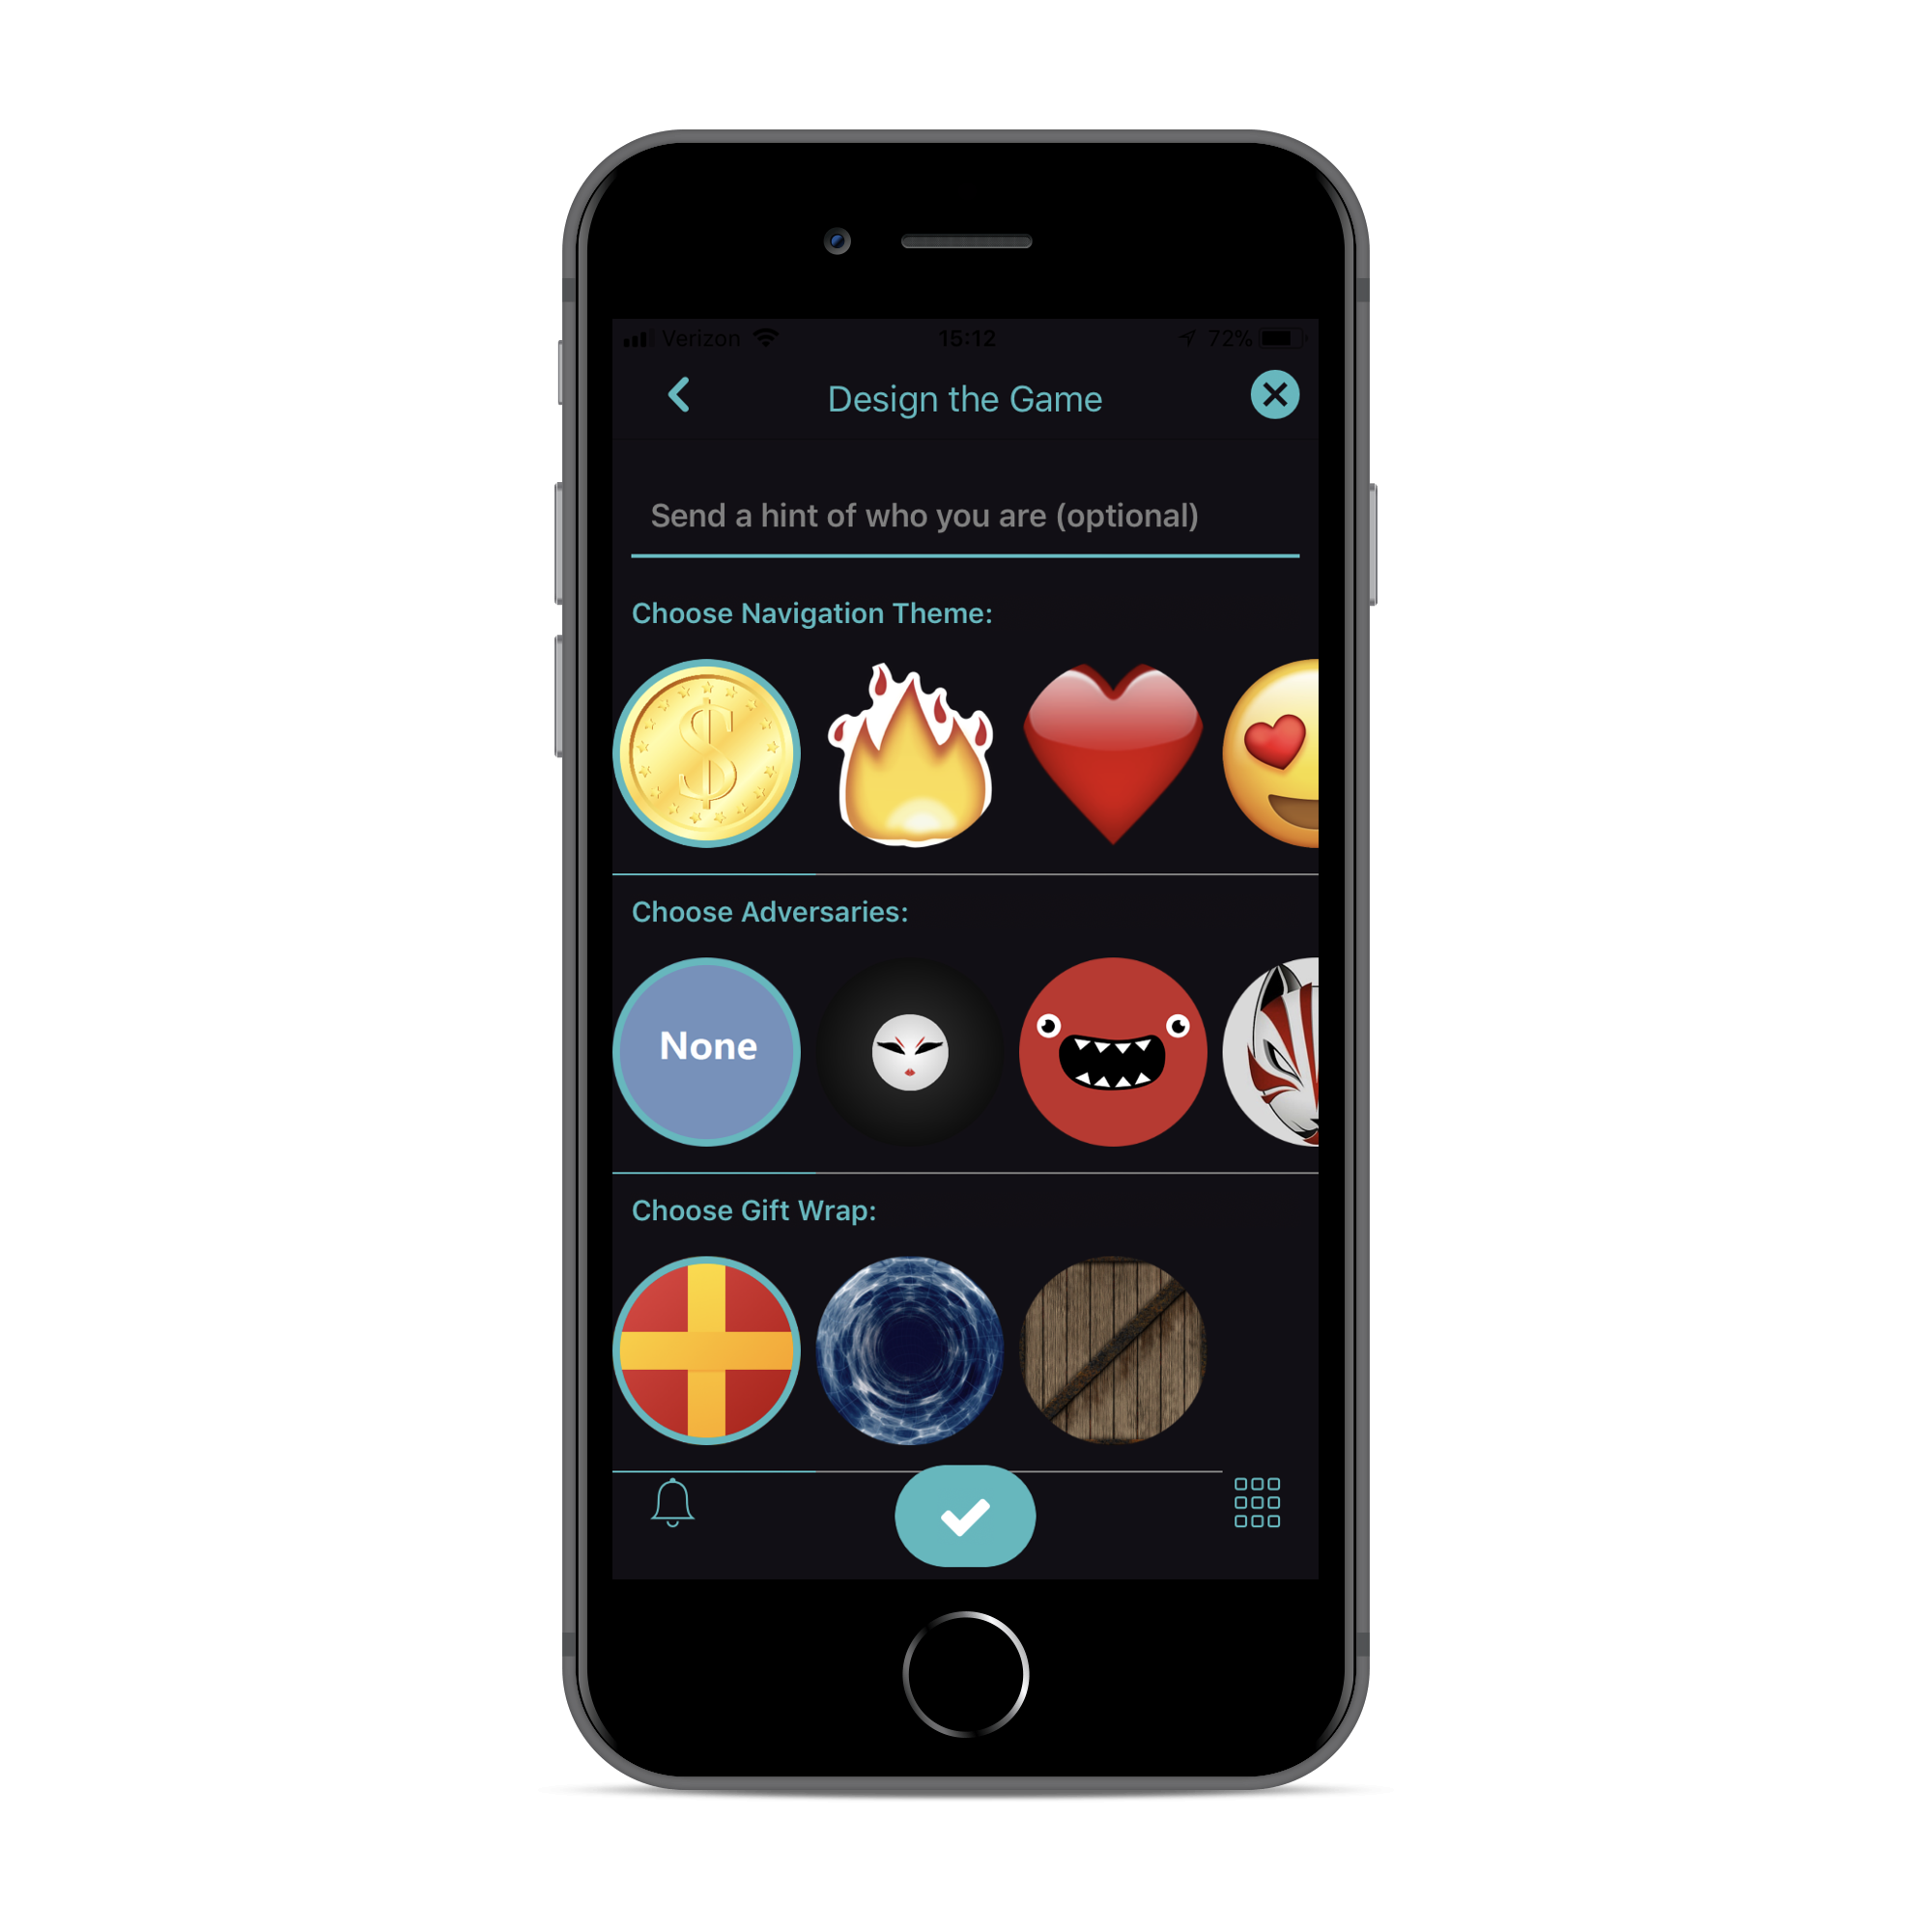 Verizon 15:12 72%
Design the Game
Send a hint of who you are (optional)
Choose Navigation Theme:
$
Choose Adversaries:
None
Choose Gift Wrap: